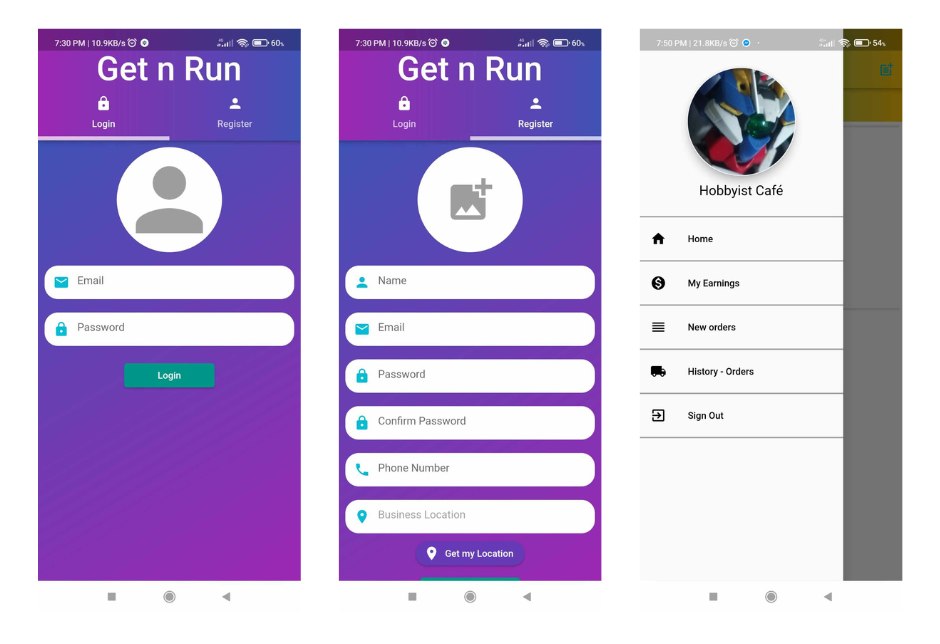 7:30 PM | 10.9KB/s
60%
Get n Run
Login
Register
Email
Password
Login
7:30 PM | 10.9KB/s
60%
Get n Run
Login
Register
Name
Email
Password
Confirm Password
Phone Number
Business Location
Get my Location
7:50 PM | 21.8KB/s
54%
Hobbyist Café
Home
My Earnings
New orders
History - Orders
Sign Out